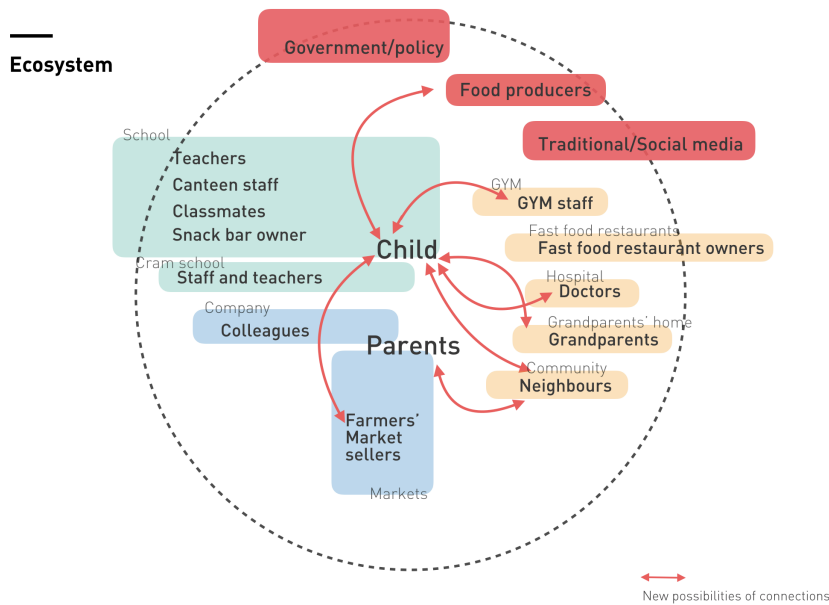 Ecosystem
Government/policy
Food producers
Traditional/Social media
School
Teachers
Canteen staff
Classmates
Snack bar owner
GYM
GYM staff
Fast food restaurants
Fast food restaurant owners
Child
Cram school
Staff and teachers
Hospital
Doctors
Company
Colleagues
Grandparents' home
Grandparents
Parents
Community
Neighbours
Farmers'
Market
sellers
Markets
New possibilities of connections